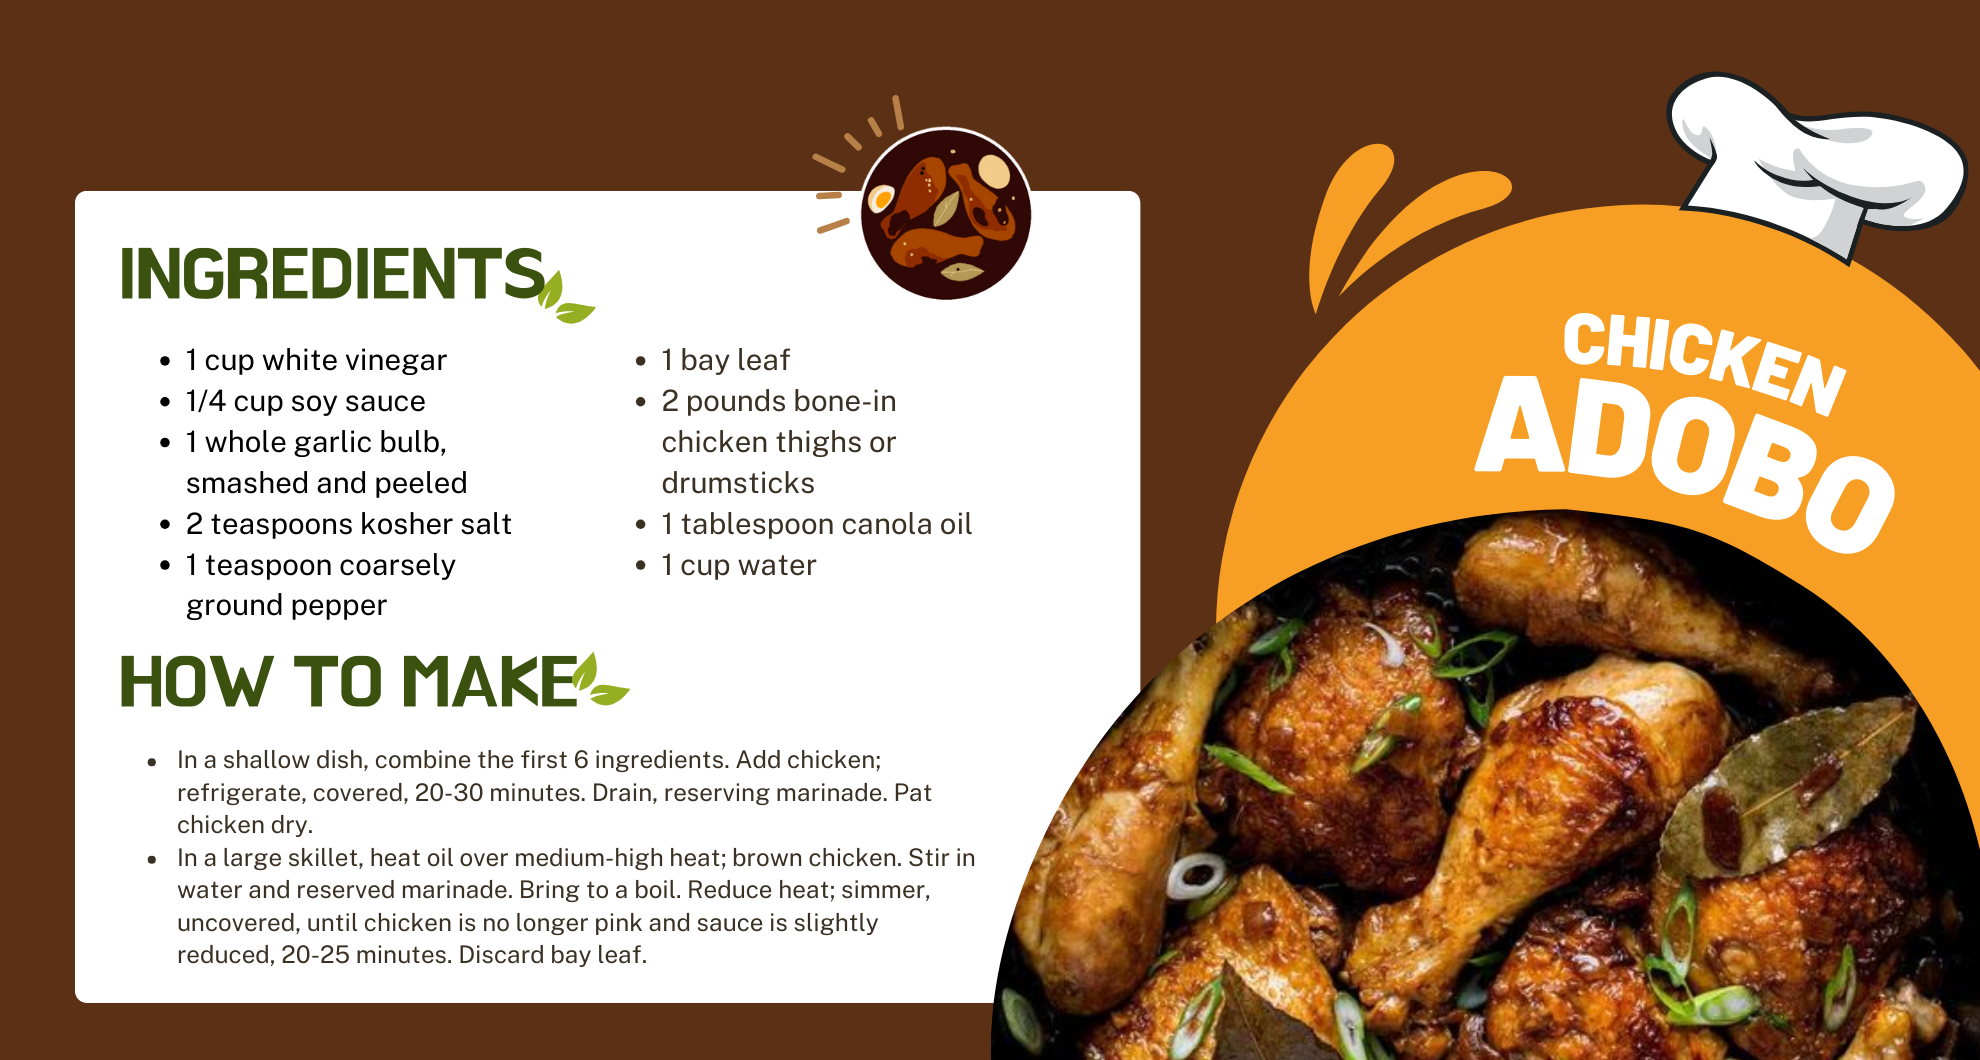 INGREDIENTS
• 1 cup white vinegar
• 1/4 cup soy sauce
• 1 whole garlic bulb,
smashed and peeled
• 2 teaspoons kosher salt
• 1 teaspoon coarsely
ground pepper
• 1 bay leaf
• 2 pounds bone-in
chicken thighs or
drumsticks
• 1 tablespoon canola oil
• 1 cup water
HOW TO MAKE
• In a shallow dish, combine the first 6 ingredients. Add chicken;
refrigerate, covered, 20-30 minutes. Drain, reserving marinade. Pat
chicken dry.
• In a large skillet, heat oil over medium-high heat; brown chicken. Stir in
water and reserved marinade. Bring to a boil. Reduce heat; simmer,
uncovered, until chicken is no longer pink and sauce is slightly
reduced, 20-25 minutes. Discard bay leaf.
CHICKEN
ADOBO